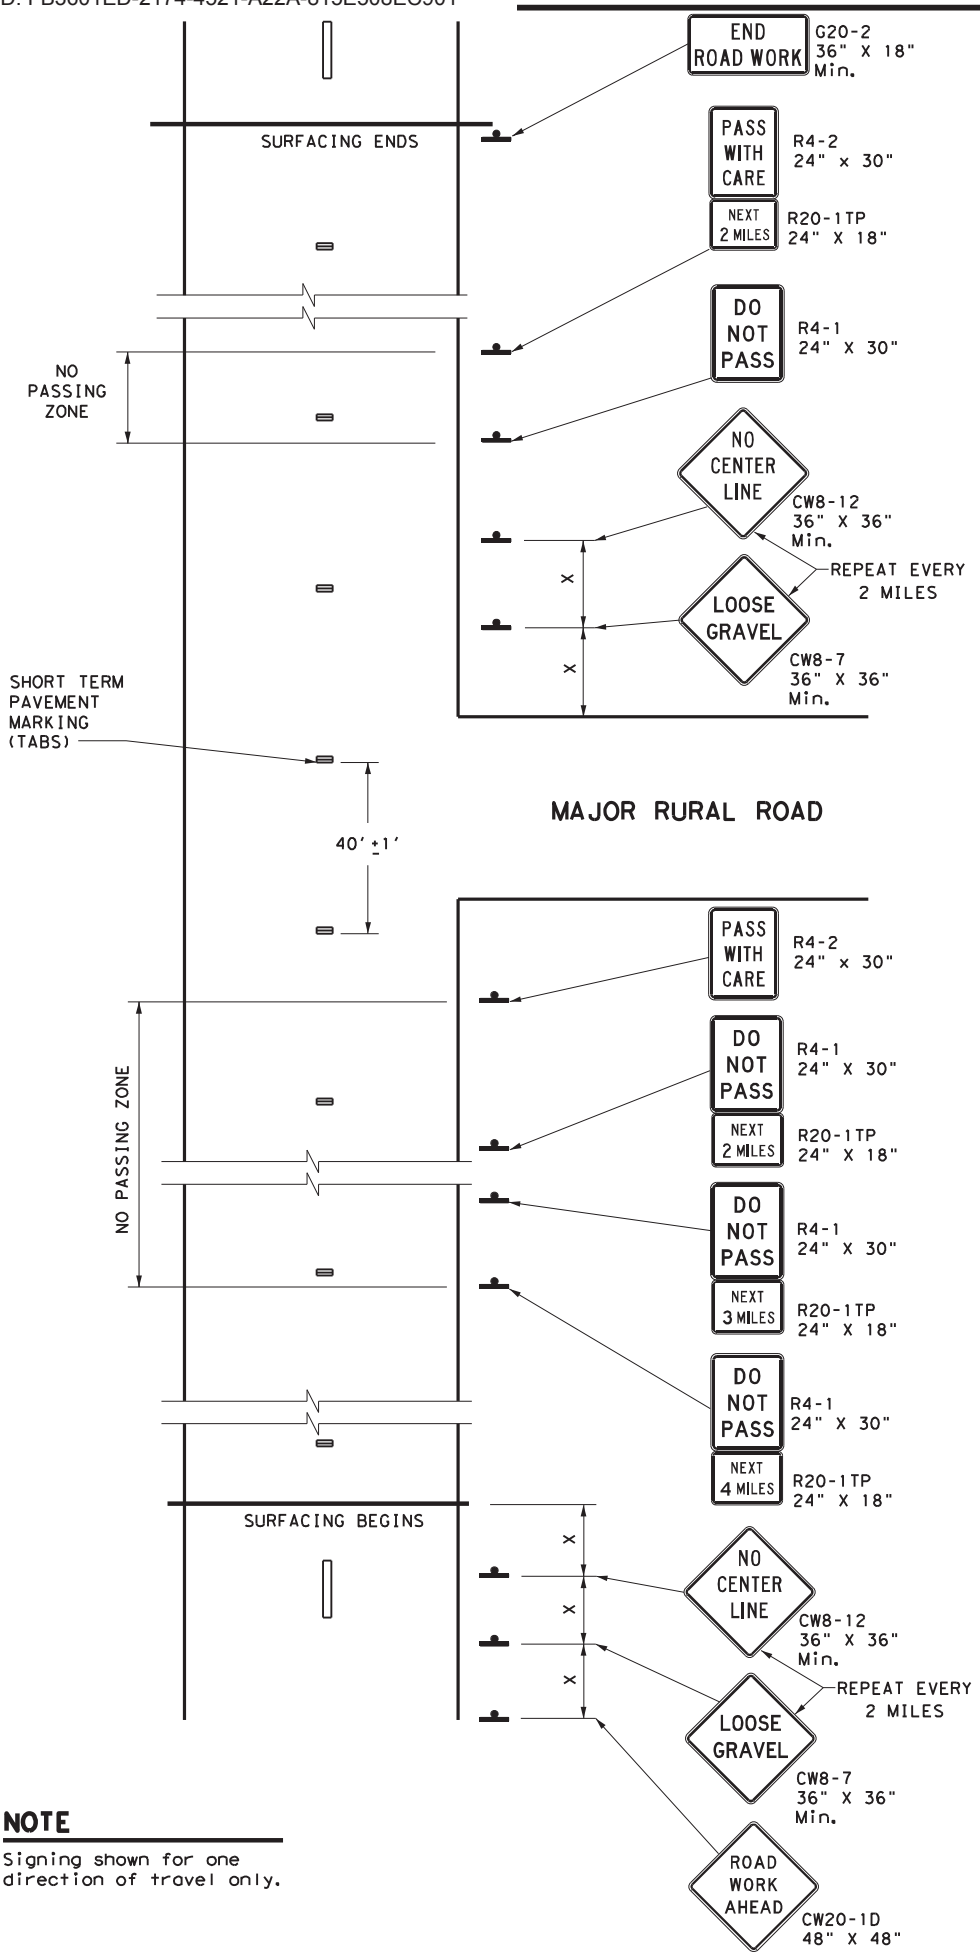 END
ROAD WORK
G20-2
36" X 18"
Min.
SURFACING ENDS
PASS
WITH
CARE
R4-2
24" x 30"
NEXT
2 MILES
R20-1TP
24" X 18"
DO
NOT
PASS
R4-1
24" X 30"
NO
PASSING
ZONE
NO
CENTER
LINE
CW8-12
36" X 36"
Min.
REPEAT EVERY
2 MILES
X
LOOSE
GRAVEL
CW8-7
36" X 36"
Min.
X
SHORT TERM
PAVEMENT
MARKING
(TABS)
MAJOR RURAL ROAD
40' ±1'
PASS
WITH
CARE
R4-2
24" x 30"
DO
NOT
PASS
R4-1
24" X 30"
NEXT
2 MILES
R20-1TP
24" X 18"
NO PASSING ZONE
DO
NOT
PASS
R4-1
24" X 30"
NEXT
3 MILES
R20-1TP
24" X 18"
DO
NOT
PASS
R4-1
24" X 30"
NEXT
4 MILES
R20-1TP
24" X 18"
SURFACING BEGINS
X
NO
CENTER
LINE
CW8-12
36" X 36"
Min.
X
REPEAT EVERY
2 MILES
X
LOOSE
GRAVEL
CW8-7
36" X 36"
Min.
NOTE
Signing shown for one
direction of travel only.
ROAD
WORK
AHEAD
CW20-1D
48" X 48"